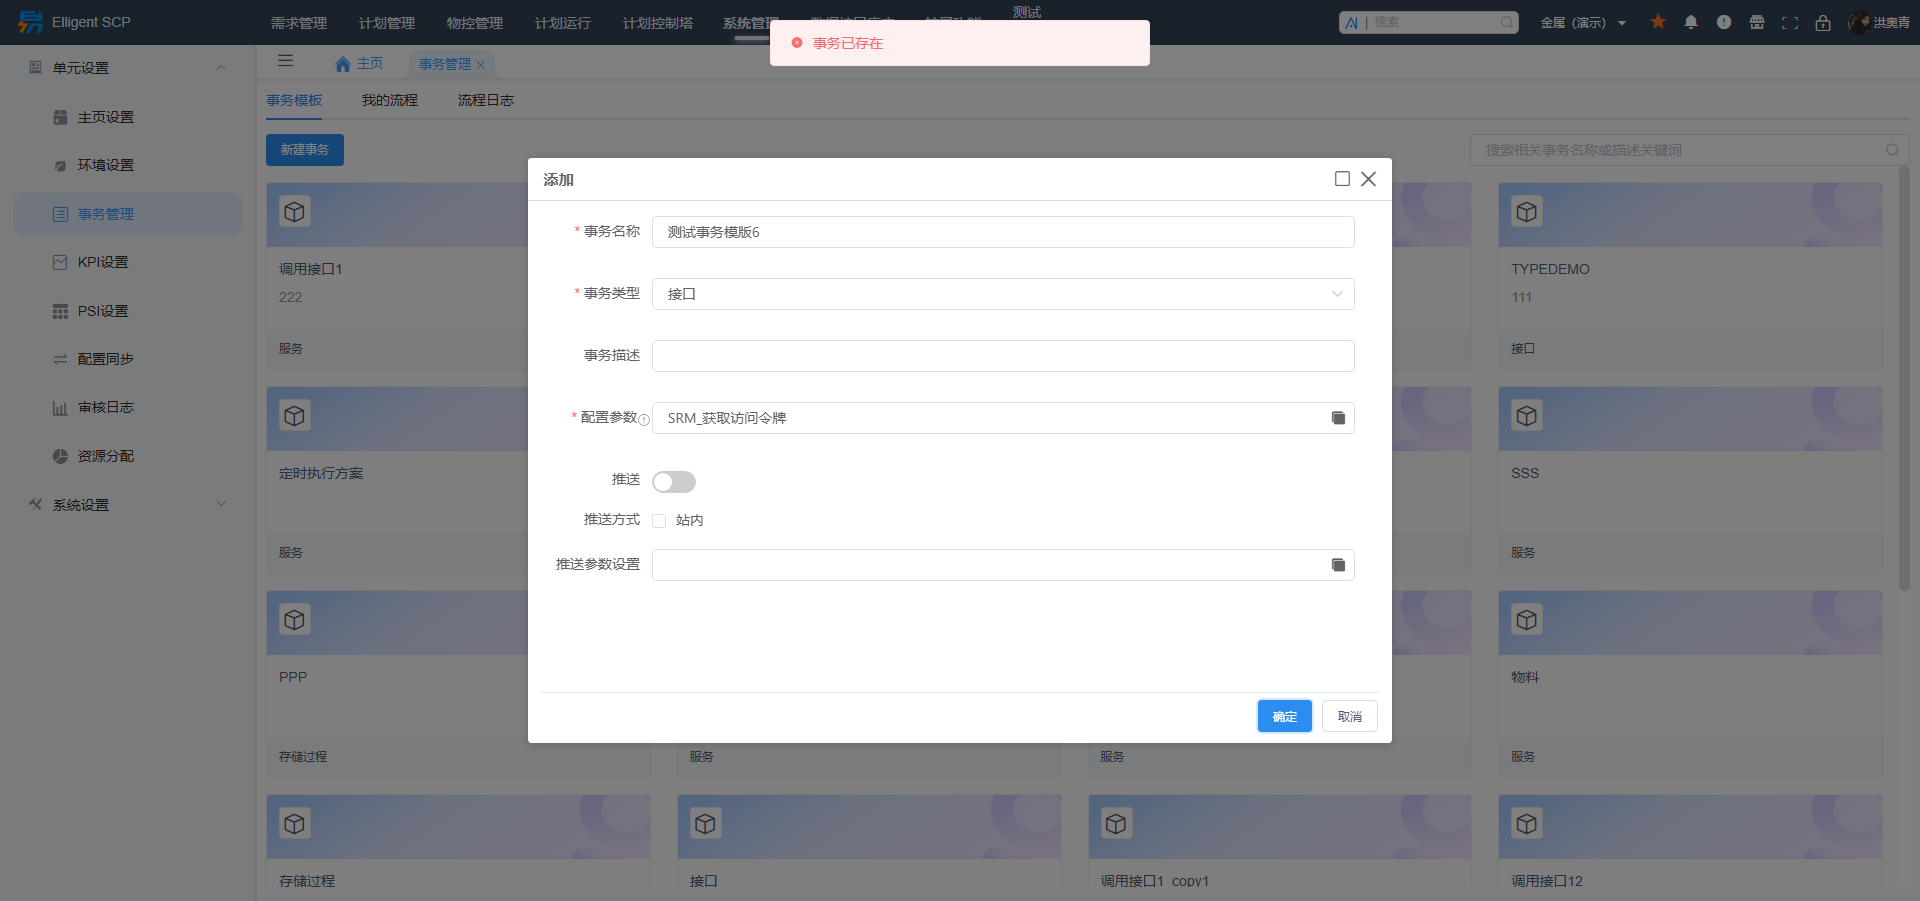 Elligent SCP
需求管理
计划管理
物控管理
计划运行
计划控制塔
系统管理
测试
AI | 搜索
金属（演示）
洪奥青
事务已存在
单元设置
主页设置
环境设置
事务管理
KPI设置
PSI设置
配置同步
审核日志
资源分配
系统设置
主页
事务管理
事务模板
我的流程
流程日志
新建事务
搜索相关事务名称或描述关键词
调用接口1
222
服务
TYPEDEMO
111
接口
定时执行方案
服务
SSS
服务
PPP
存储过程
服务
服务
物料
服务
存储过程
接口
调用接口1_copy1
调用接口12
添加
* 事务名称
测试事务模版6
* 事务类型
接口
事务描述
* 配置参数
SRM_获取访问令牌
推送
推送方式
站内
推送参数设置
确定
取消